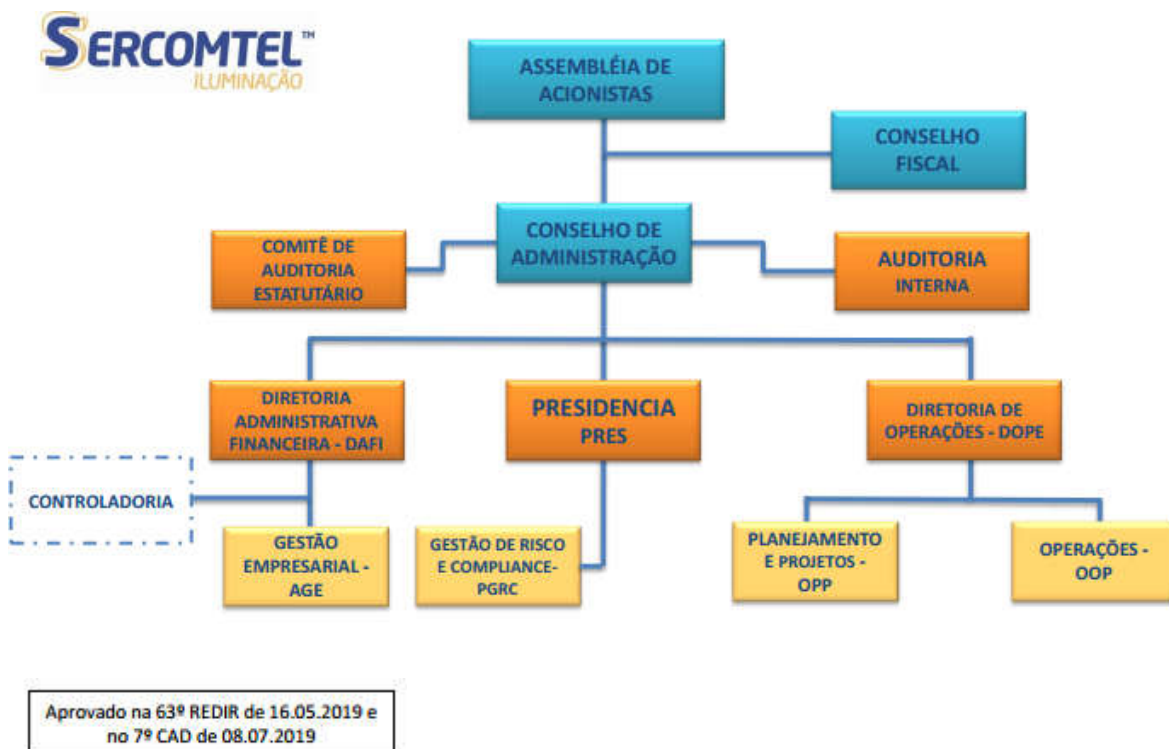 SERCOMTEL™
ILUMINAÇÃO
ASSEMBLÉIA DE
ACIONISTAS
CONSELHO
FISCAL
CONSELHO DE
ADMINISTRAÇÃO
COMITÊ DE
AUDITORIA
ESTATUTÁRIO
AUDITORIA
INTERNA
DIRETORIA
ADMINISTRATIVA
FINANCEIRA - DAFI
PRESIDENCIA
PRES
DIRETORIA DE
OPERAÇÕES - DOPE
CONTROLADORIA
GESTÃO
EMPRESARIAL -
AGE
GESTÃO DE RISCO
E COMPLIANCE-
PGRC
PLANEJAMENTO
E PROJETOS -
OPP
OPERAÇÕES -
OOP
Aprovado na 63ª REDIR de 16.05.2019 e
no 7º CAD de 08.07.2019